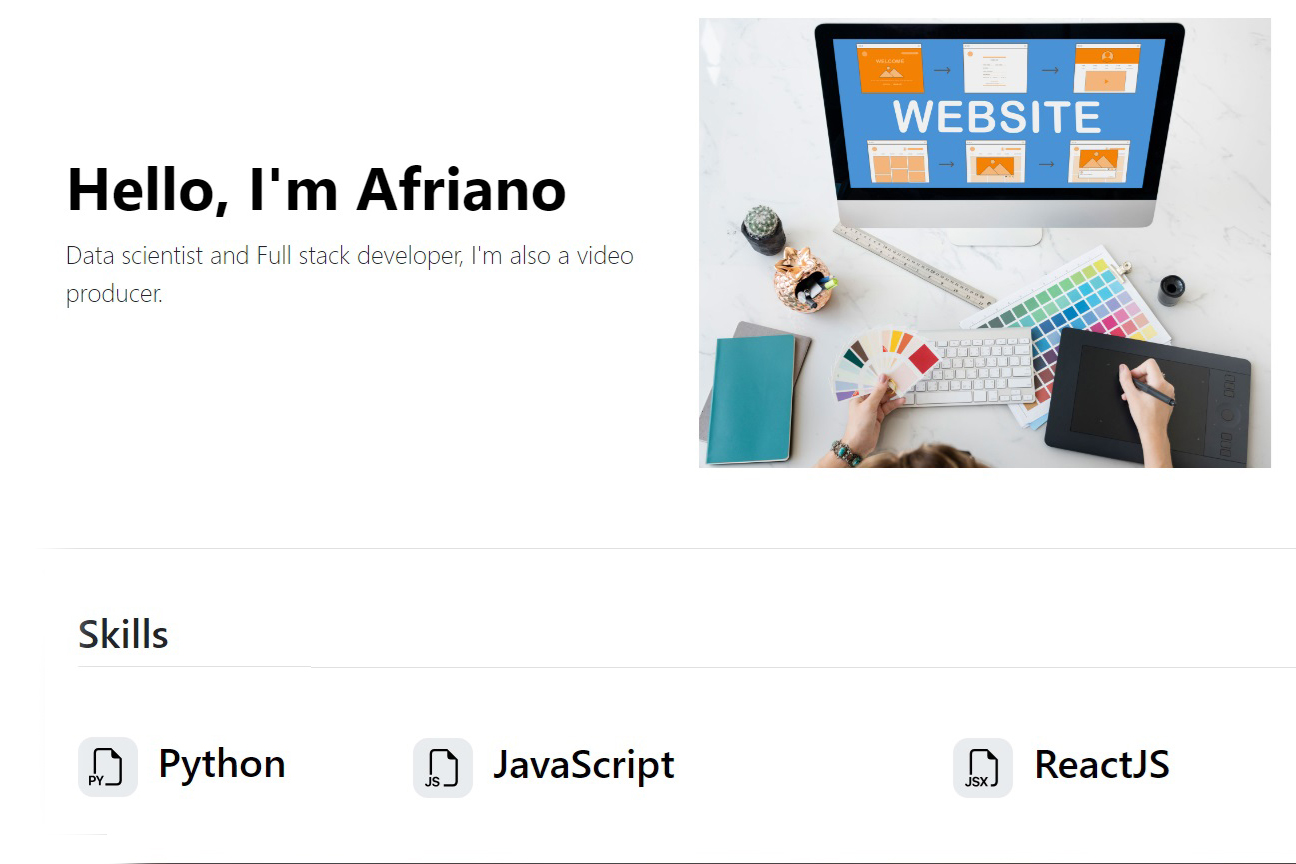 WELCOME
WEBSITE
Hello, I'm Afriano
Data scientist and Full stack developer, I'm also a video
producer.
Skills
PY
Python
JS
JavaScript
JSX
ReactJS